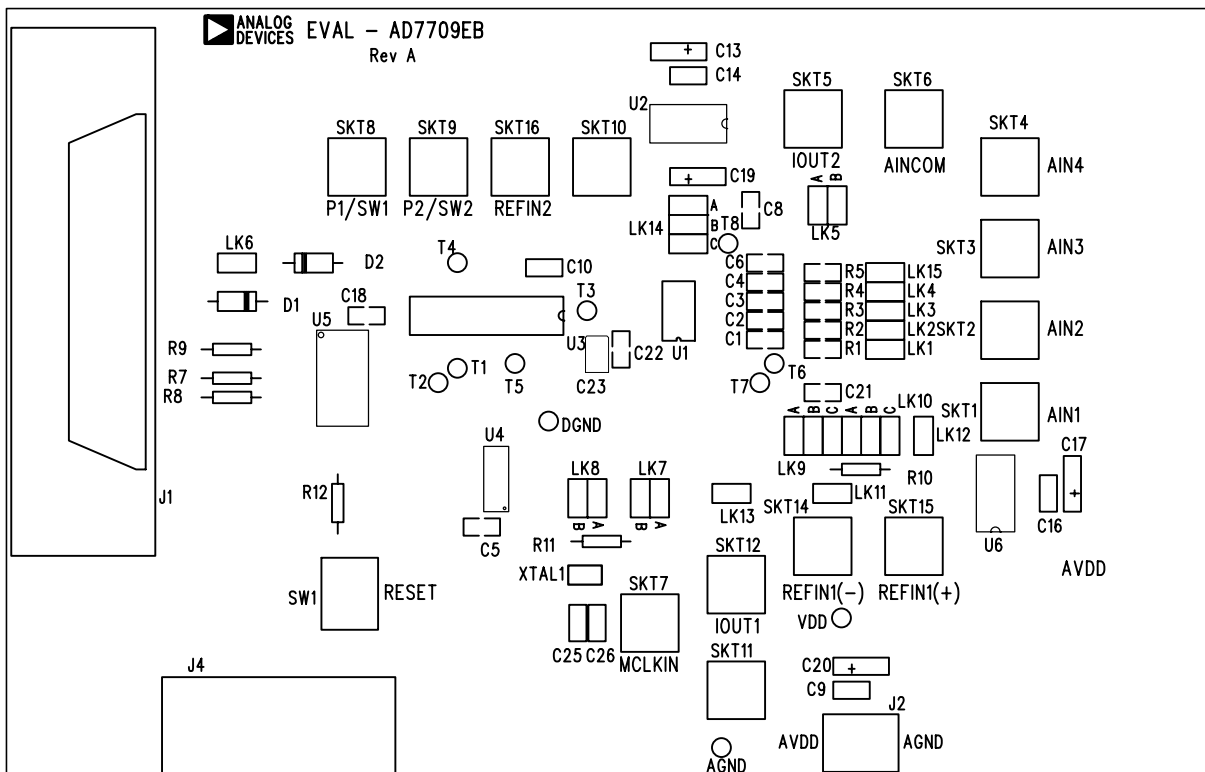 ANALOG
DEVICES
EVAL - AD7709EB
Rev A
C13
C14
SKT5
SKT6
U2
SKT8
SKT9
SKT16
SKT10
SKT4
IOUT2
AINCOM
AIN4
A
B
C19
P1/SW1
P2/SW2
REFIN2
A
B
C
LK14
C8
T8
LK5
SKT3
AIN3
LK6
D2
T4
C10
C6
C4
C3
C2
C1
R5
R4
R3
R2
R1
LK15
LK4
LK3
LK2
LK1
SKT2
AIN2
D1
C18
T3
U5
U3
C22
U1
R9
R7
R8
T2
T1
T5
C23
T7
T6
C21
A
B
C
A
B
C
LK10
SKT1
AIN1
DGND
LK12
C17
U4
LK8
LK7
LK9
R10
J1
R12
LK13
SKT14
LK11
SKT15
C16
B
A
B
A
C5
R11
SKT12
U6
XTAL1
SKT7
AVDD
SW1
RESET
REFIN1(-)
REFIN1(+)
IOUT1
VDD
C25
C26
MCLKIN
SKT11
C20
J4
C9
J2
AVDD
AGND
AGND